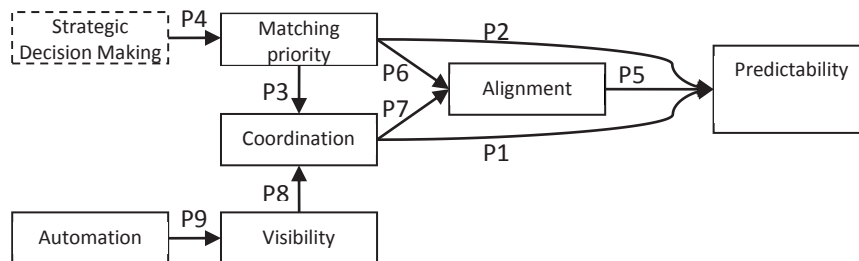 P4
P2
Strategic
Decision Making
Matching
priority
Predictability
P6
P5
Alignment
P3
P7
Coordination
P1
P8
P9
Automation
Visibility